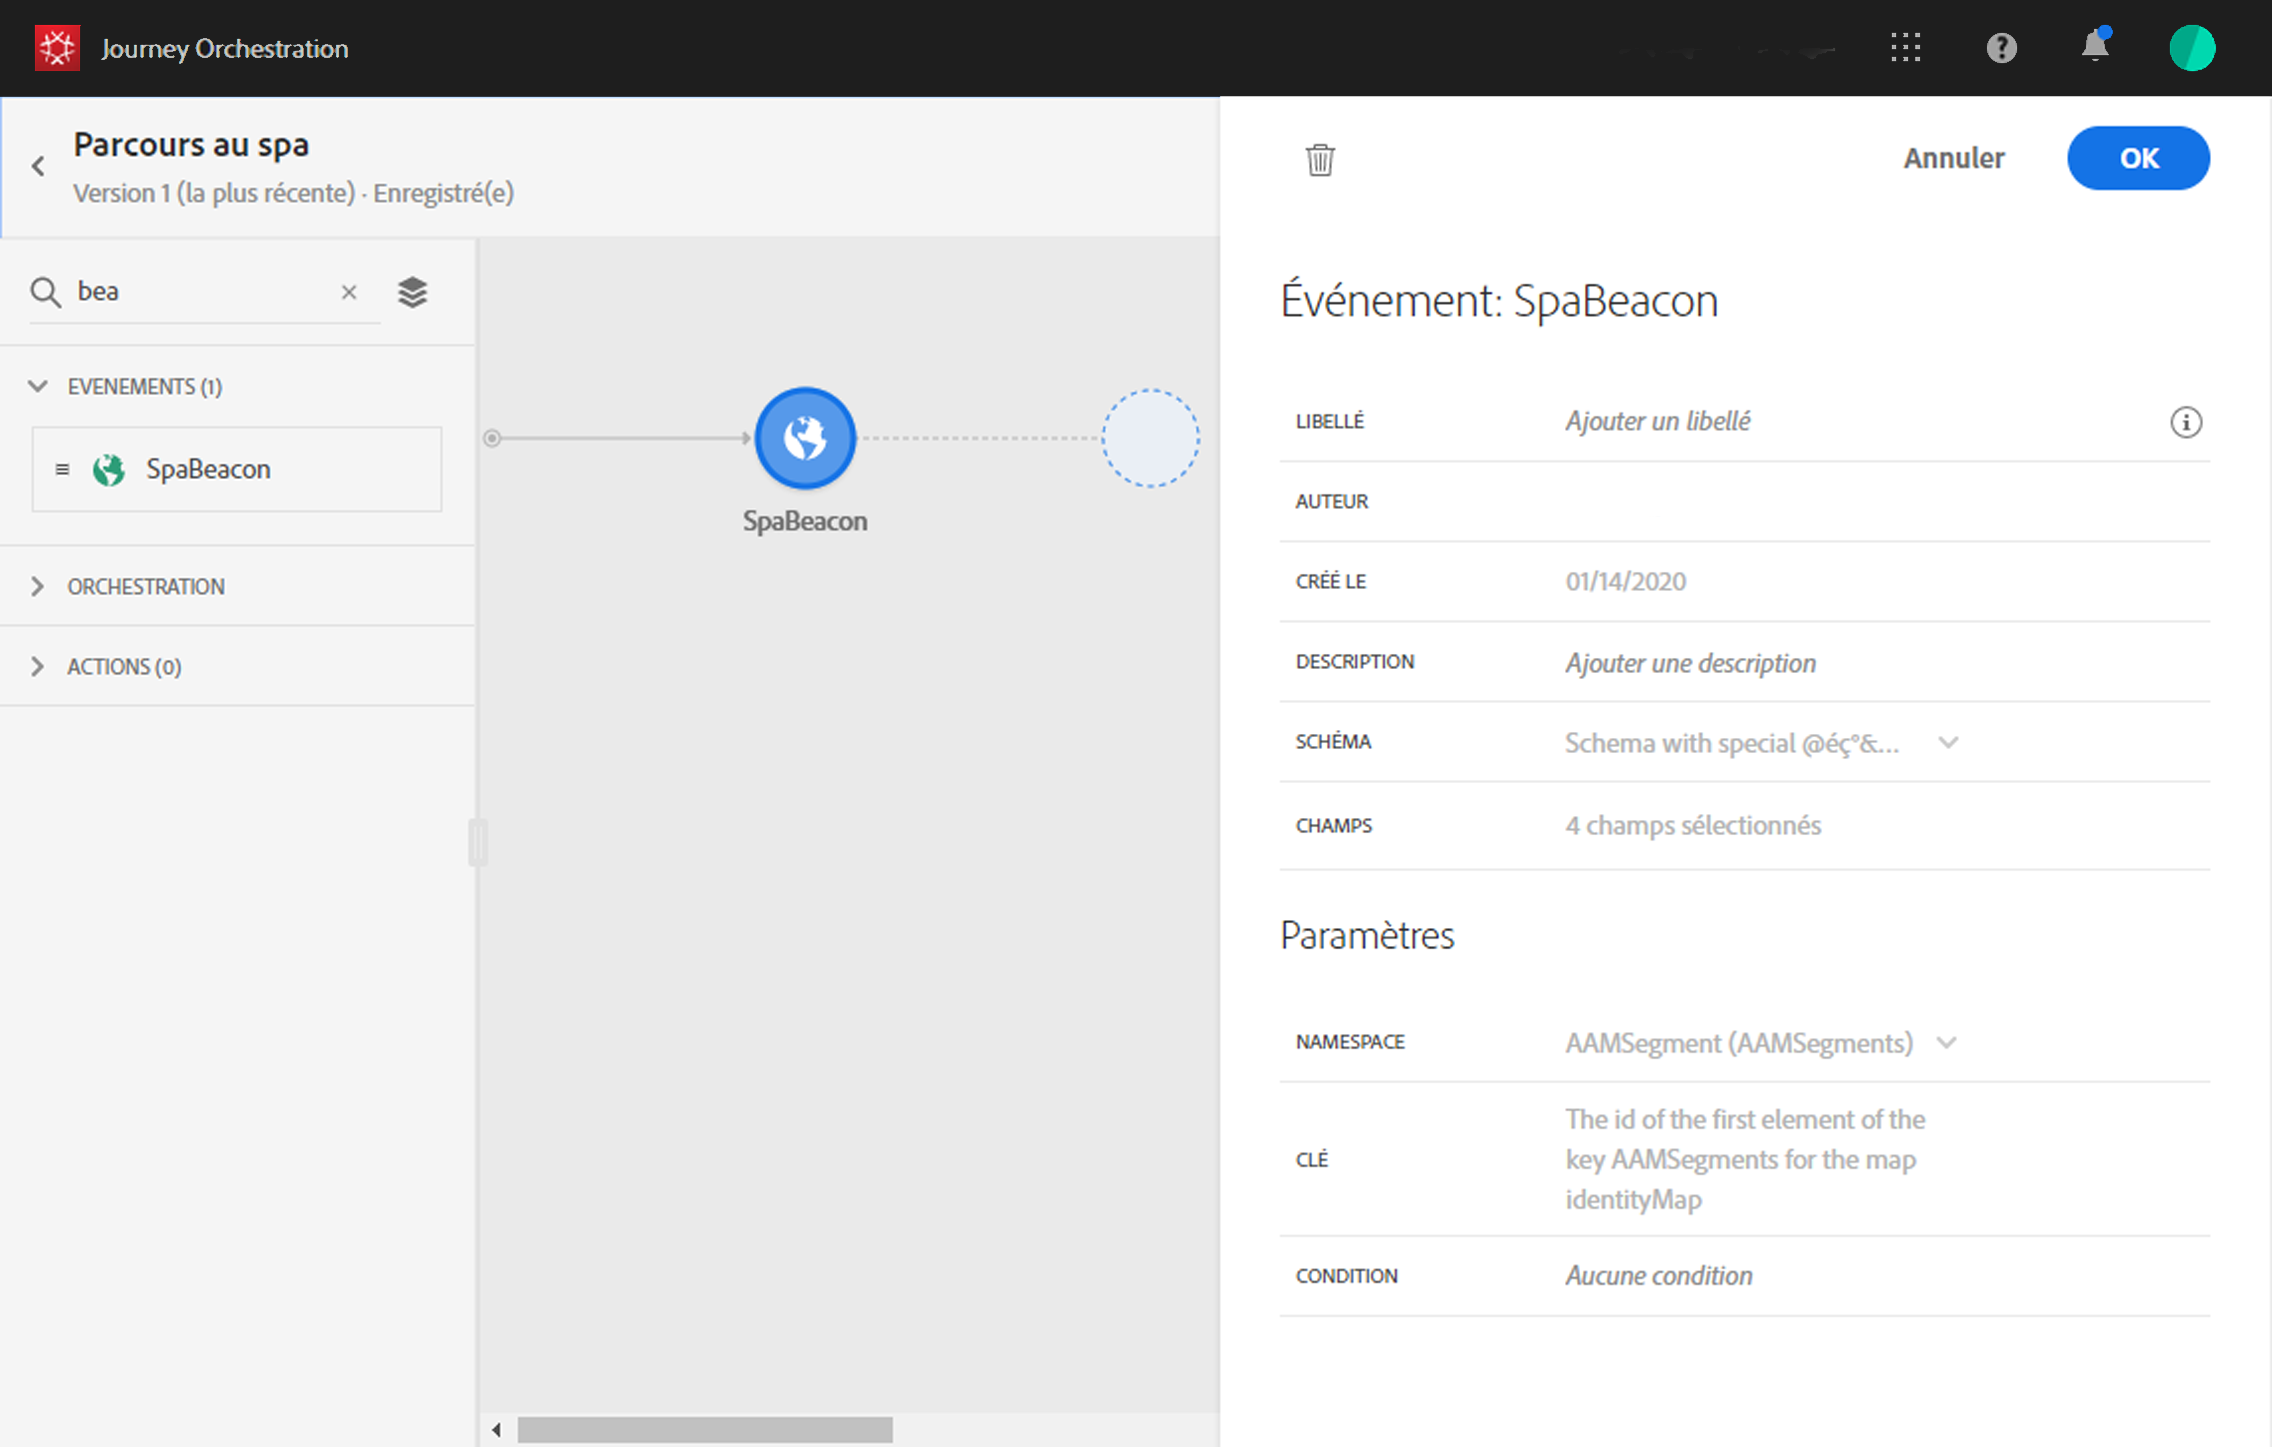 Journey Orchestration
Parcours au spa
Version 1 (la plus récente) · Enregistré(e)
Annuler
OK
bea
EVENEMENTS (1)
SpaBeacon
ORCHESTRATION
ACTIONS (0)
SpaBeacon
Événement: SpaBeacon
LIBELLÉ
Ajouter un libellé
AUTEUR
CRÉÉ LE
01/14/2020
DESCRIPTION
Ajouter une description
SCHÉMA
Schema with special @éç°&...
CHAMPS
4 champs sélectionnés
Paramètres
NAMESPACE
AAMSegment (AAMSegments)
CLÉ
The id of the first element of the
key AAMSegments for the map
identityMap
CONDITION
Aucune condition